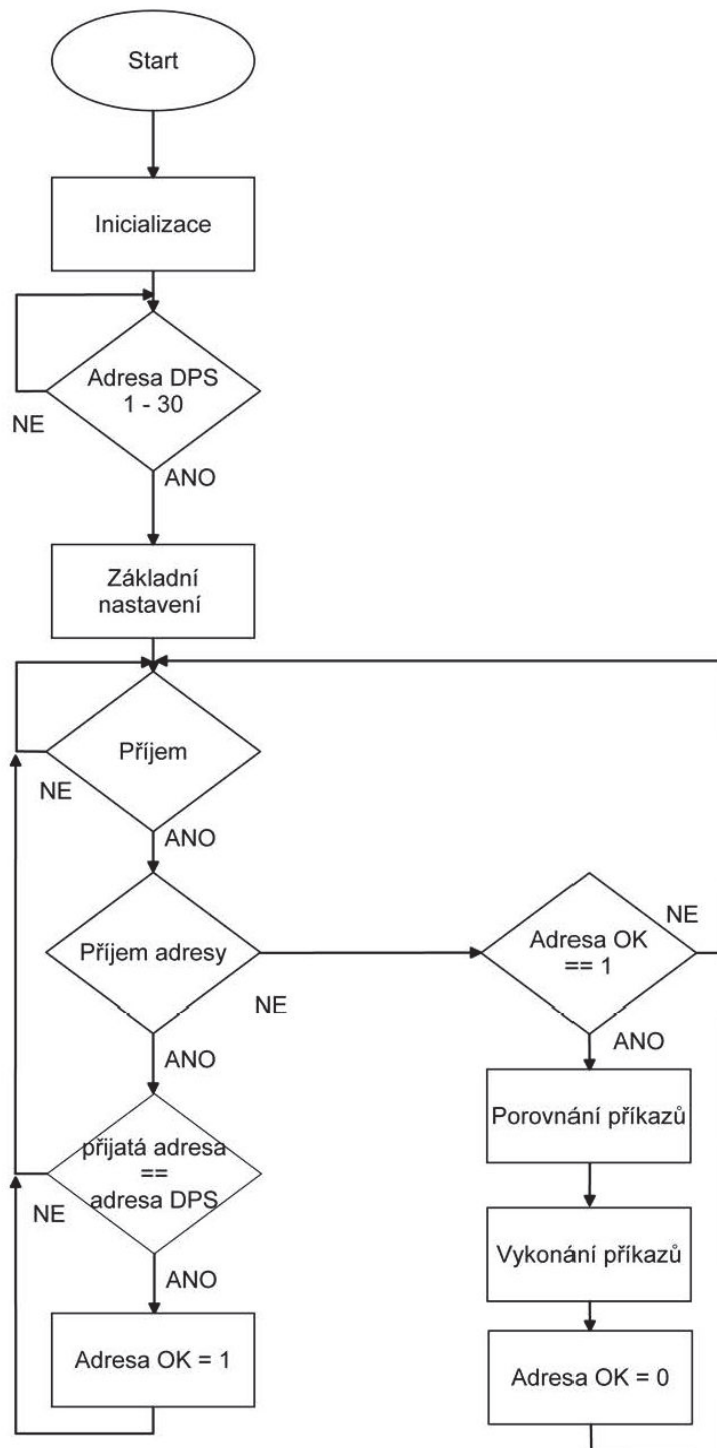 Start
Inicializace
Adresa DPS
1 - 30
NE
ANO
Základní
nastavení
Příjem
NE
ANO
Příjem adresy
NE
ANO
přijatá adresa
==
adresa DPS
NE
ANO
Adresa OK = 1
Adresa OK
== 1
NE
ANO
Porovnání příkazů
Vykonání příkazů
Adresa OK = 0